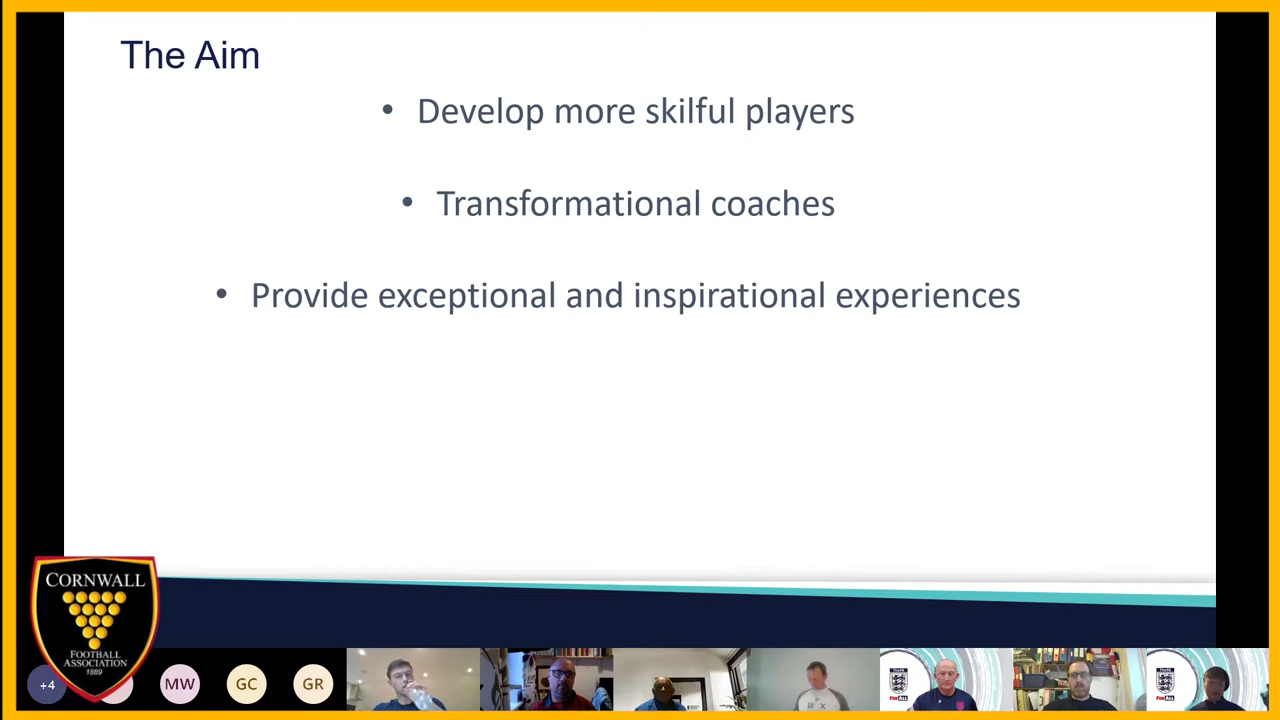 The Aim
• Develop more skilful players
• Transformational coaches
• Provide exceptional and inspirational experiences
CORNWALL
FOOTBALL
ASSOCIATION
1889
+4
MW
GC
GR